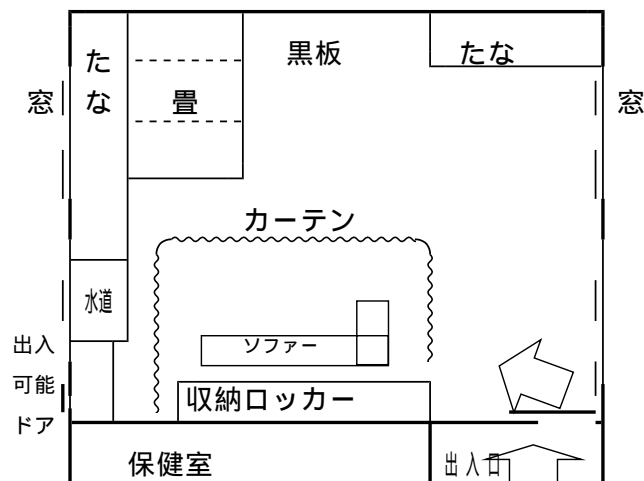 黒板
たな
たな
窓
畳
窓
カーテン
水道
ソファー
出入
可能
ドア
収納ロッカー
保健室
出入口